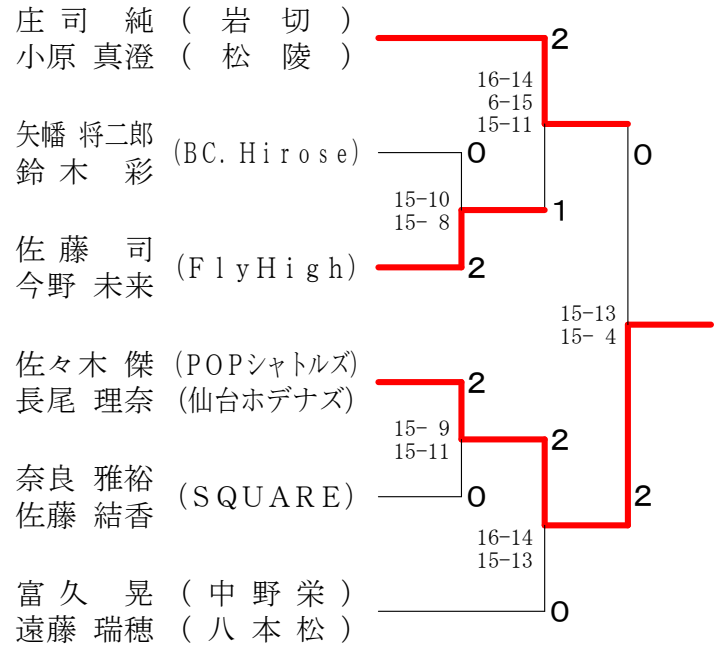 庄司 純 ( 岩 切 )
小原 真澄 ( 松 陵 )
2
16-14
6-15
15-11
矢幡 将二郎
鈴木 彩
(BC. Hirose)
0
0
15-10
15- 8
1
佐藤 司
今野 未来
(FlyHigh)
2
15-13
15- 4
佐々木 傑 (POPシャトルズ)
長尾 理奈 (仙台ホデナズ)
2
15- 9
15-11
2
奈良 雅裕
佐藤 結香
(SQUARE)
0
2
16-14
15-13
富久 晃 ( 中 野 栄 )
遠藤 瑞穂 ( 八 本 松 )
0